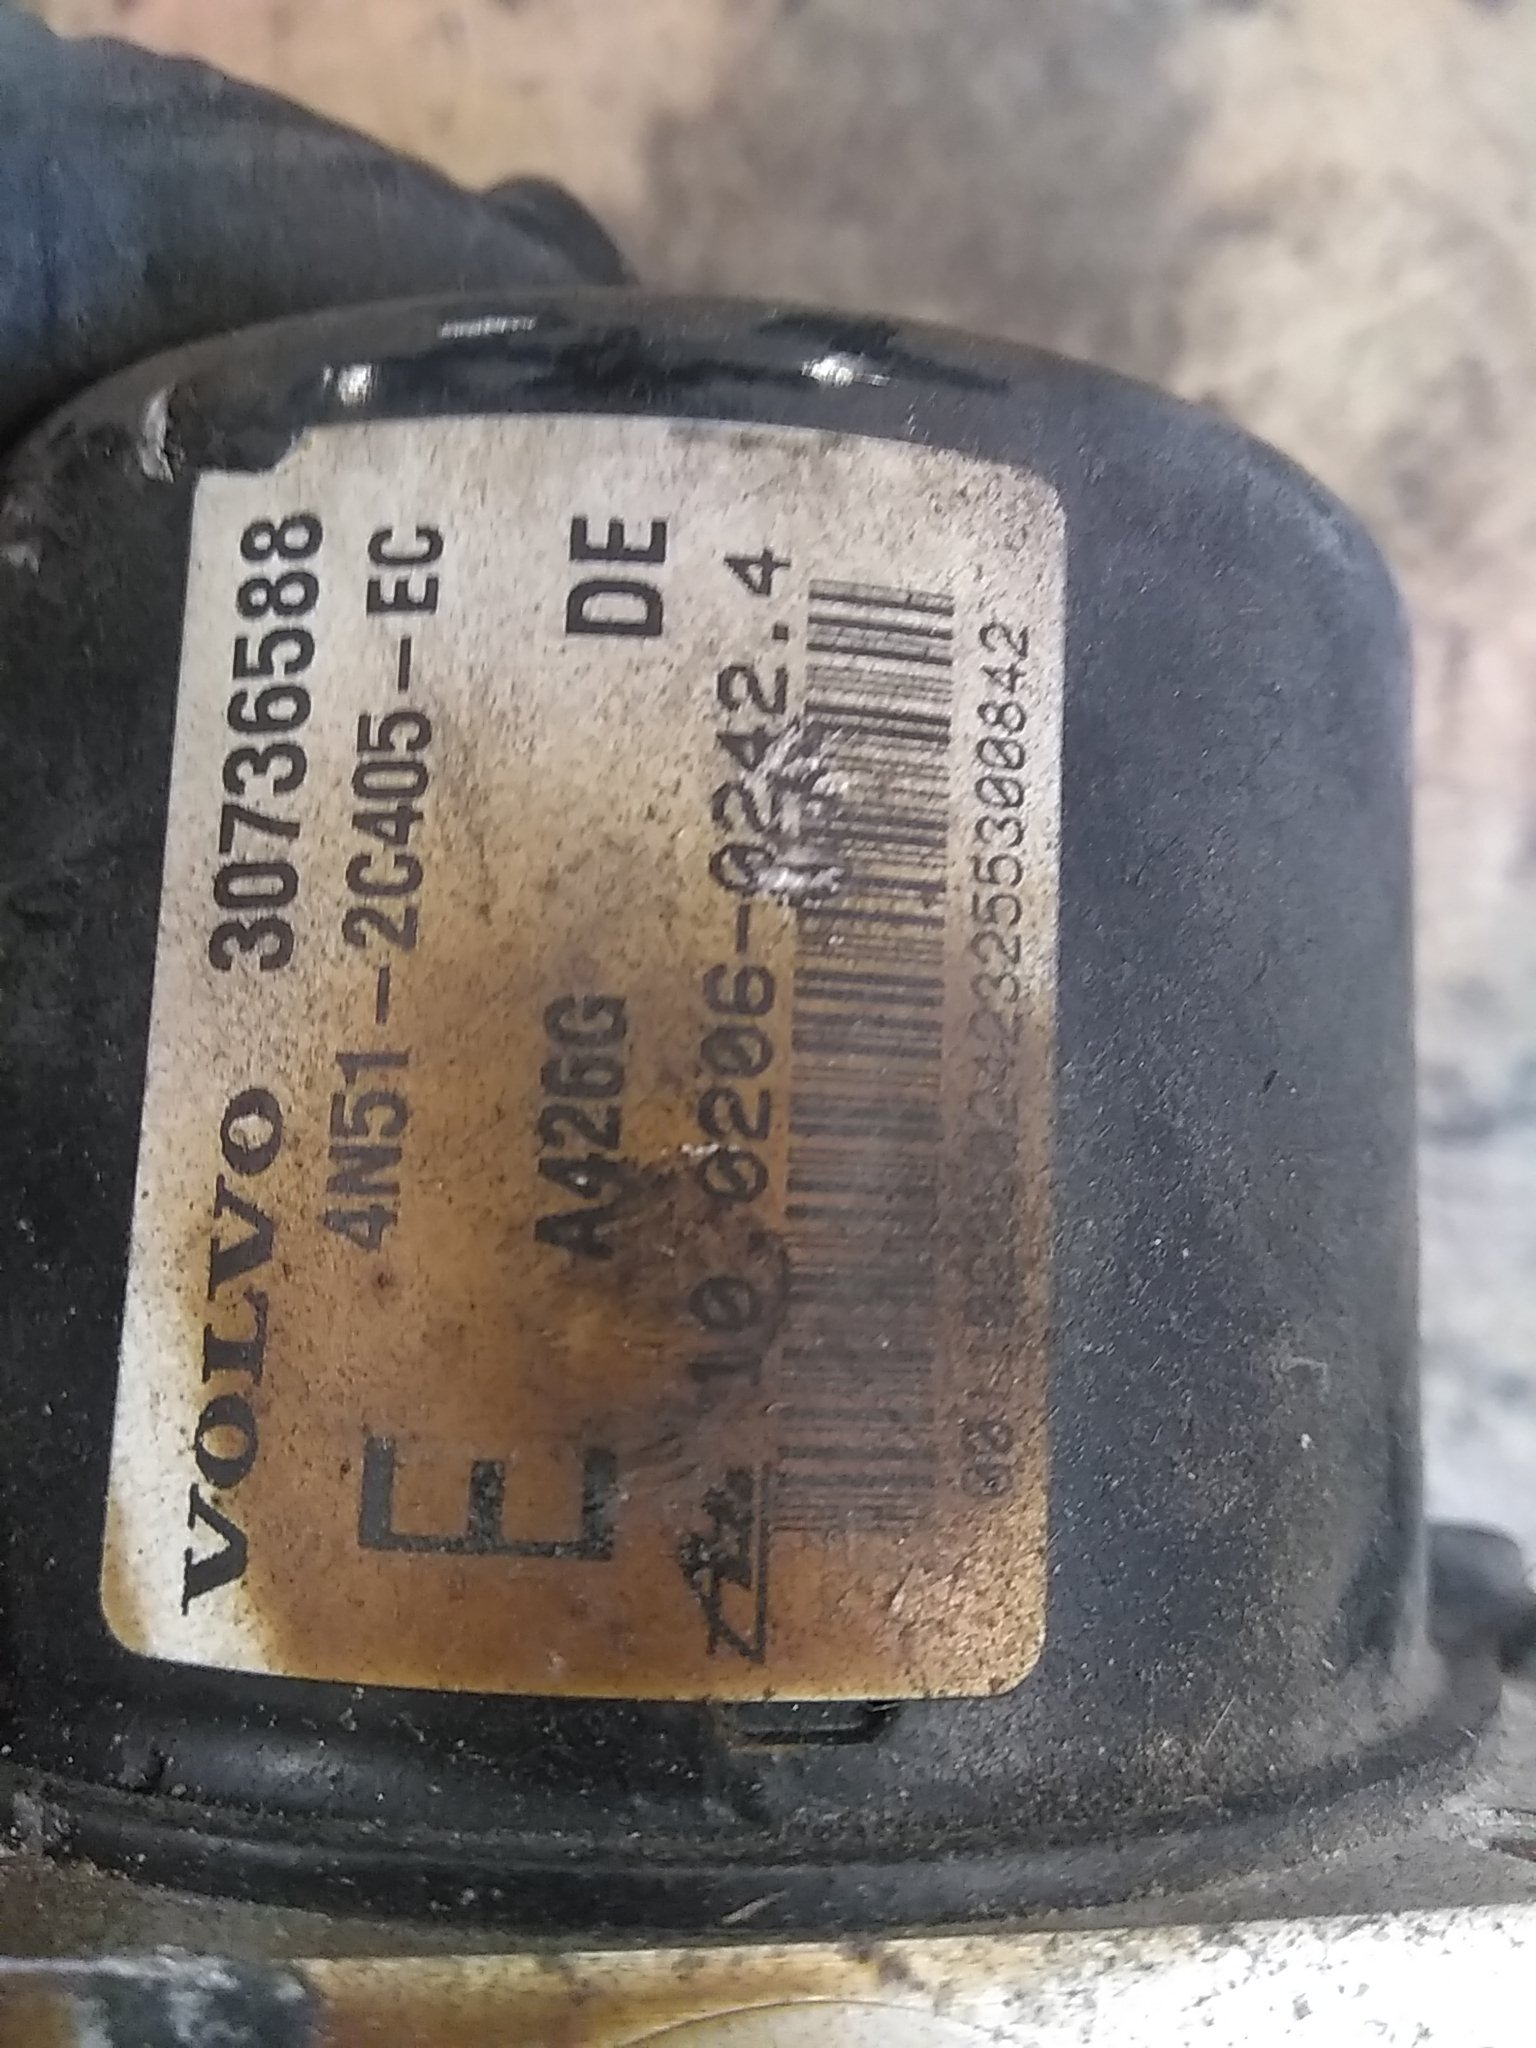 VOLVO 30736588
4N51-2C405-EC
E A426G DE
10.0206-0242.4